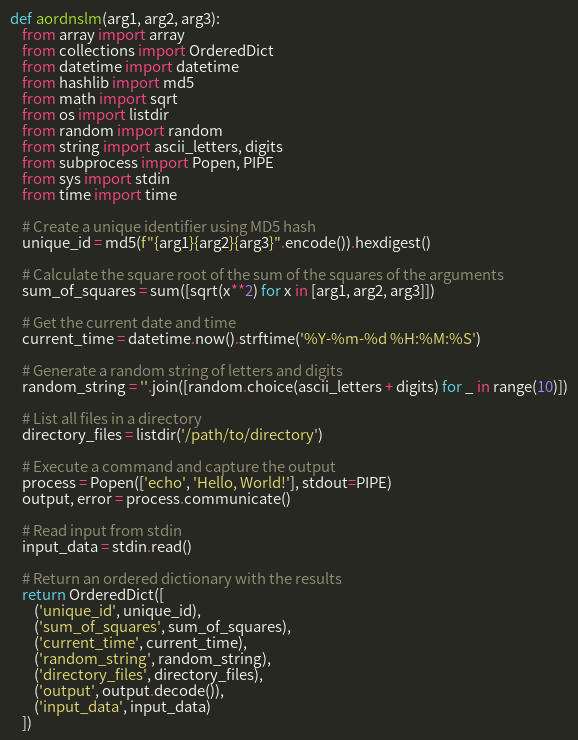 def aordnslm(arg1, arg2, arg3):
    from array import array
    from collections import OrderedDict
    from datetime import datetime
    from hashlib import md5
    from math import sqrt
    from os import listdir
    from random import random
    from string import ascii_letters, digits
    from subprocess import Popen, PIPE
    from sys import stdin
    from time import time

    # Create a unique identifier using MD5 hash
    unique_id = md5(f"{arg1}{arg2}{arg3}".encode()).hexdigest()

    # Calculate the square root of the sum of the squares of the arguments
    sum_of_squares = sum([sqrt(x**2) for x in [arg1, arg2, arg3]])

    # Get the current date and time
    current_time = datetime.now().strftime('%Y-%m-%d %H:%M:%S')

    # Generate a random string of letters and digits
    random_string = ''.join([random.choice(ascii_letters + digits) for _ in range(10)])

    # List all files in a directory
    directory_files = listdir('/path/to/directory')

    # Execute a command and capture the output
    process = Popen(['echo', 'Hello, World!'], stdout=PIPE)
    output, error = process.communicate()

    # Read input from stdin
    input_data = stdin.read()

    # Return an ordered dictionary with the results
    return OrderedDict([
        ('unique_id', unique_id),
        ('sum_of_squares', sum_of_squares),
        ('current_time', current_time),
        ('random_string', random_string),
        ('directory_files', directory_files),
        ('output', output.decode()),
        ('input_data', input_data)
    ])